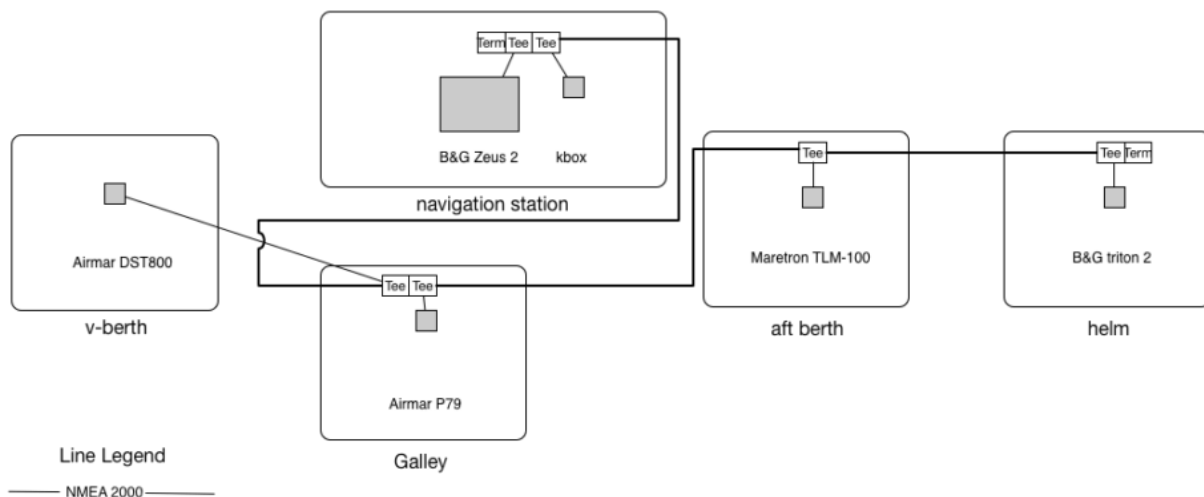 Term Tee Tee
B&G Zeus 2 kbox
navigation station
Airmar DST800
v-berth
Tee Tee
Airmar P79
Galley
Tee
Maretron TLM-100
aft berth
Tee Term
B&G triton 2
helm
Line Legend
NMEA 2000